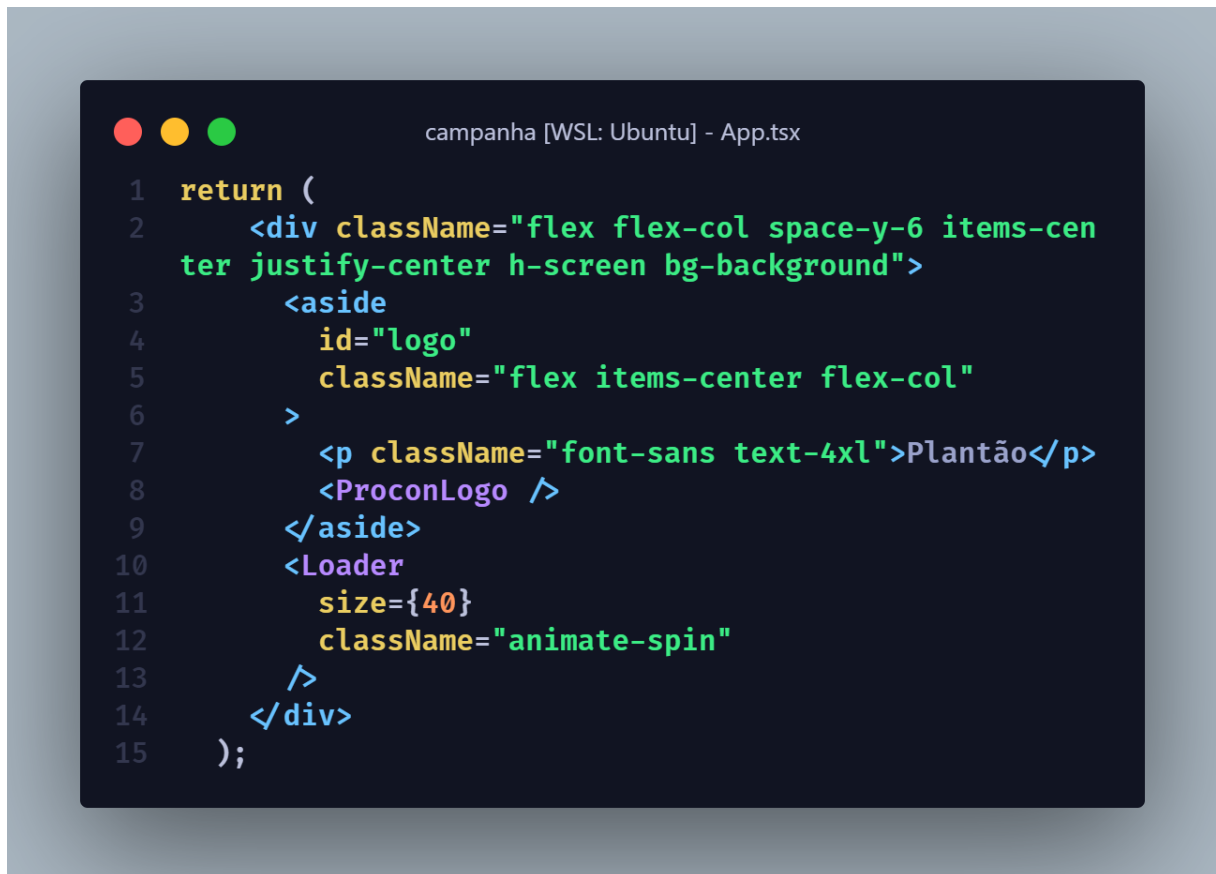 campanha [WSL: Ubuntu] - App.tsx
1 return (
2 <div className="flex flex-col space-y-6 items-cen
ter justify-center h-screen bg-background">
3 <aside
4 id="logo"
5 className="flex items-center flex-col"
6 >
7 <p className="font-sans text-4xl">Plantão</p>
8 <ProconLogo />
9 </aside>
10 <Loader
11 size={40}
12 className="animate-spin"
13 />
14 </div>
15 );